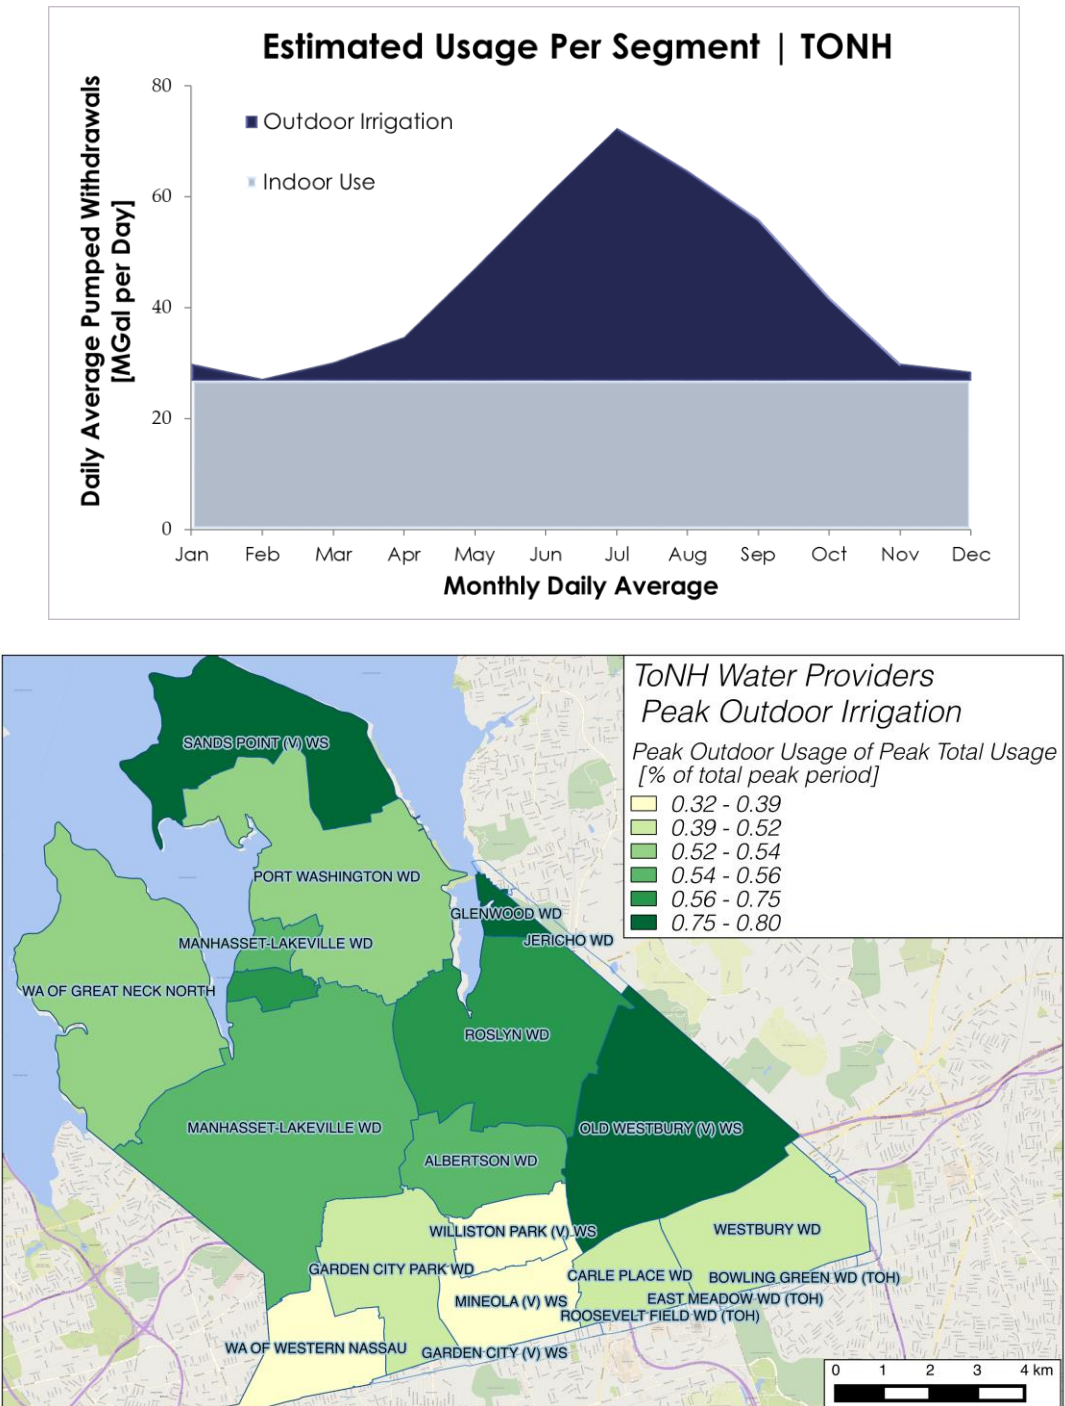 Estimated Usage Per Segment | TONH
Daily Average Pumped Withdrawals
[MGal per Day]
80
60
40
20
0
Outdoor Irrigation
Indoor Use
Jan Feb Mar Apr May Jun Jul Aug Sep Oct Nov Dec
Monthly Daily Average
ToNH Water Providers
Peak Outdoor Irrigation
Peak Outdoor Usage of Peak Total Usage
[% of total peak period]
0.32 - 0.39
0.39 - 0.52
0.52 - 0.54
0.54 - 0.56
0.56 - 0.75
0.75 - 0.80
SANDS POINT (V) WS
PORT WASHINGTON WD
GLENWOOD WD
JERICHO WD
MANHASSET-LAKEVILLE WD
WA OF GREAT NECK NORTH
ROSLYN WD
MANHASSET-LAKEVILLE WD
OLD WESTBURY (V) WS
ALBERTSON WD
WILLISTON PARK (V) WS
WESTBURY WD
GARDEN CITY PARK WD
CARLE PLACE WD
BOWLING GREEN WD (TOH)
MINEOLA (V) WS
EAST MEADOW WD (TOH)
ROOSEVELT FIELD WD (TOH)
WA OF WESTERN NASSAU
GARDEN CITY (V) WS
0 1 2 3 4 km